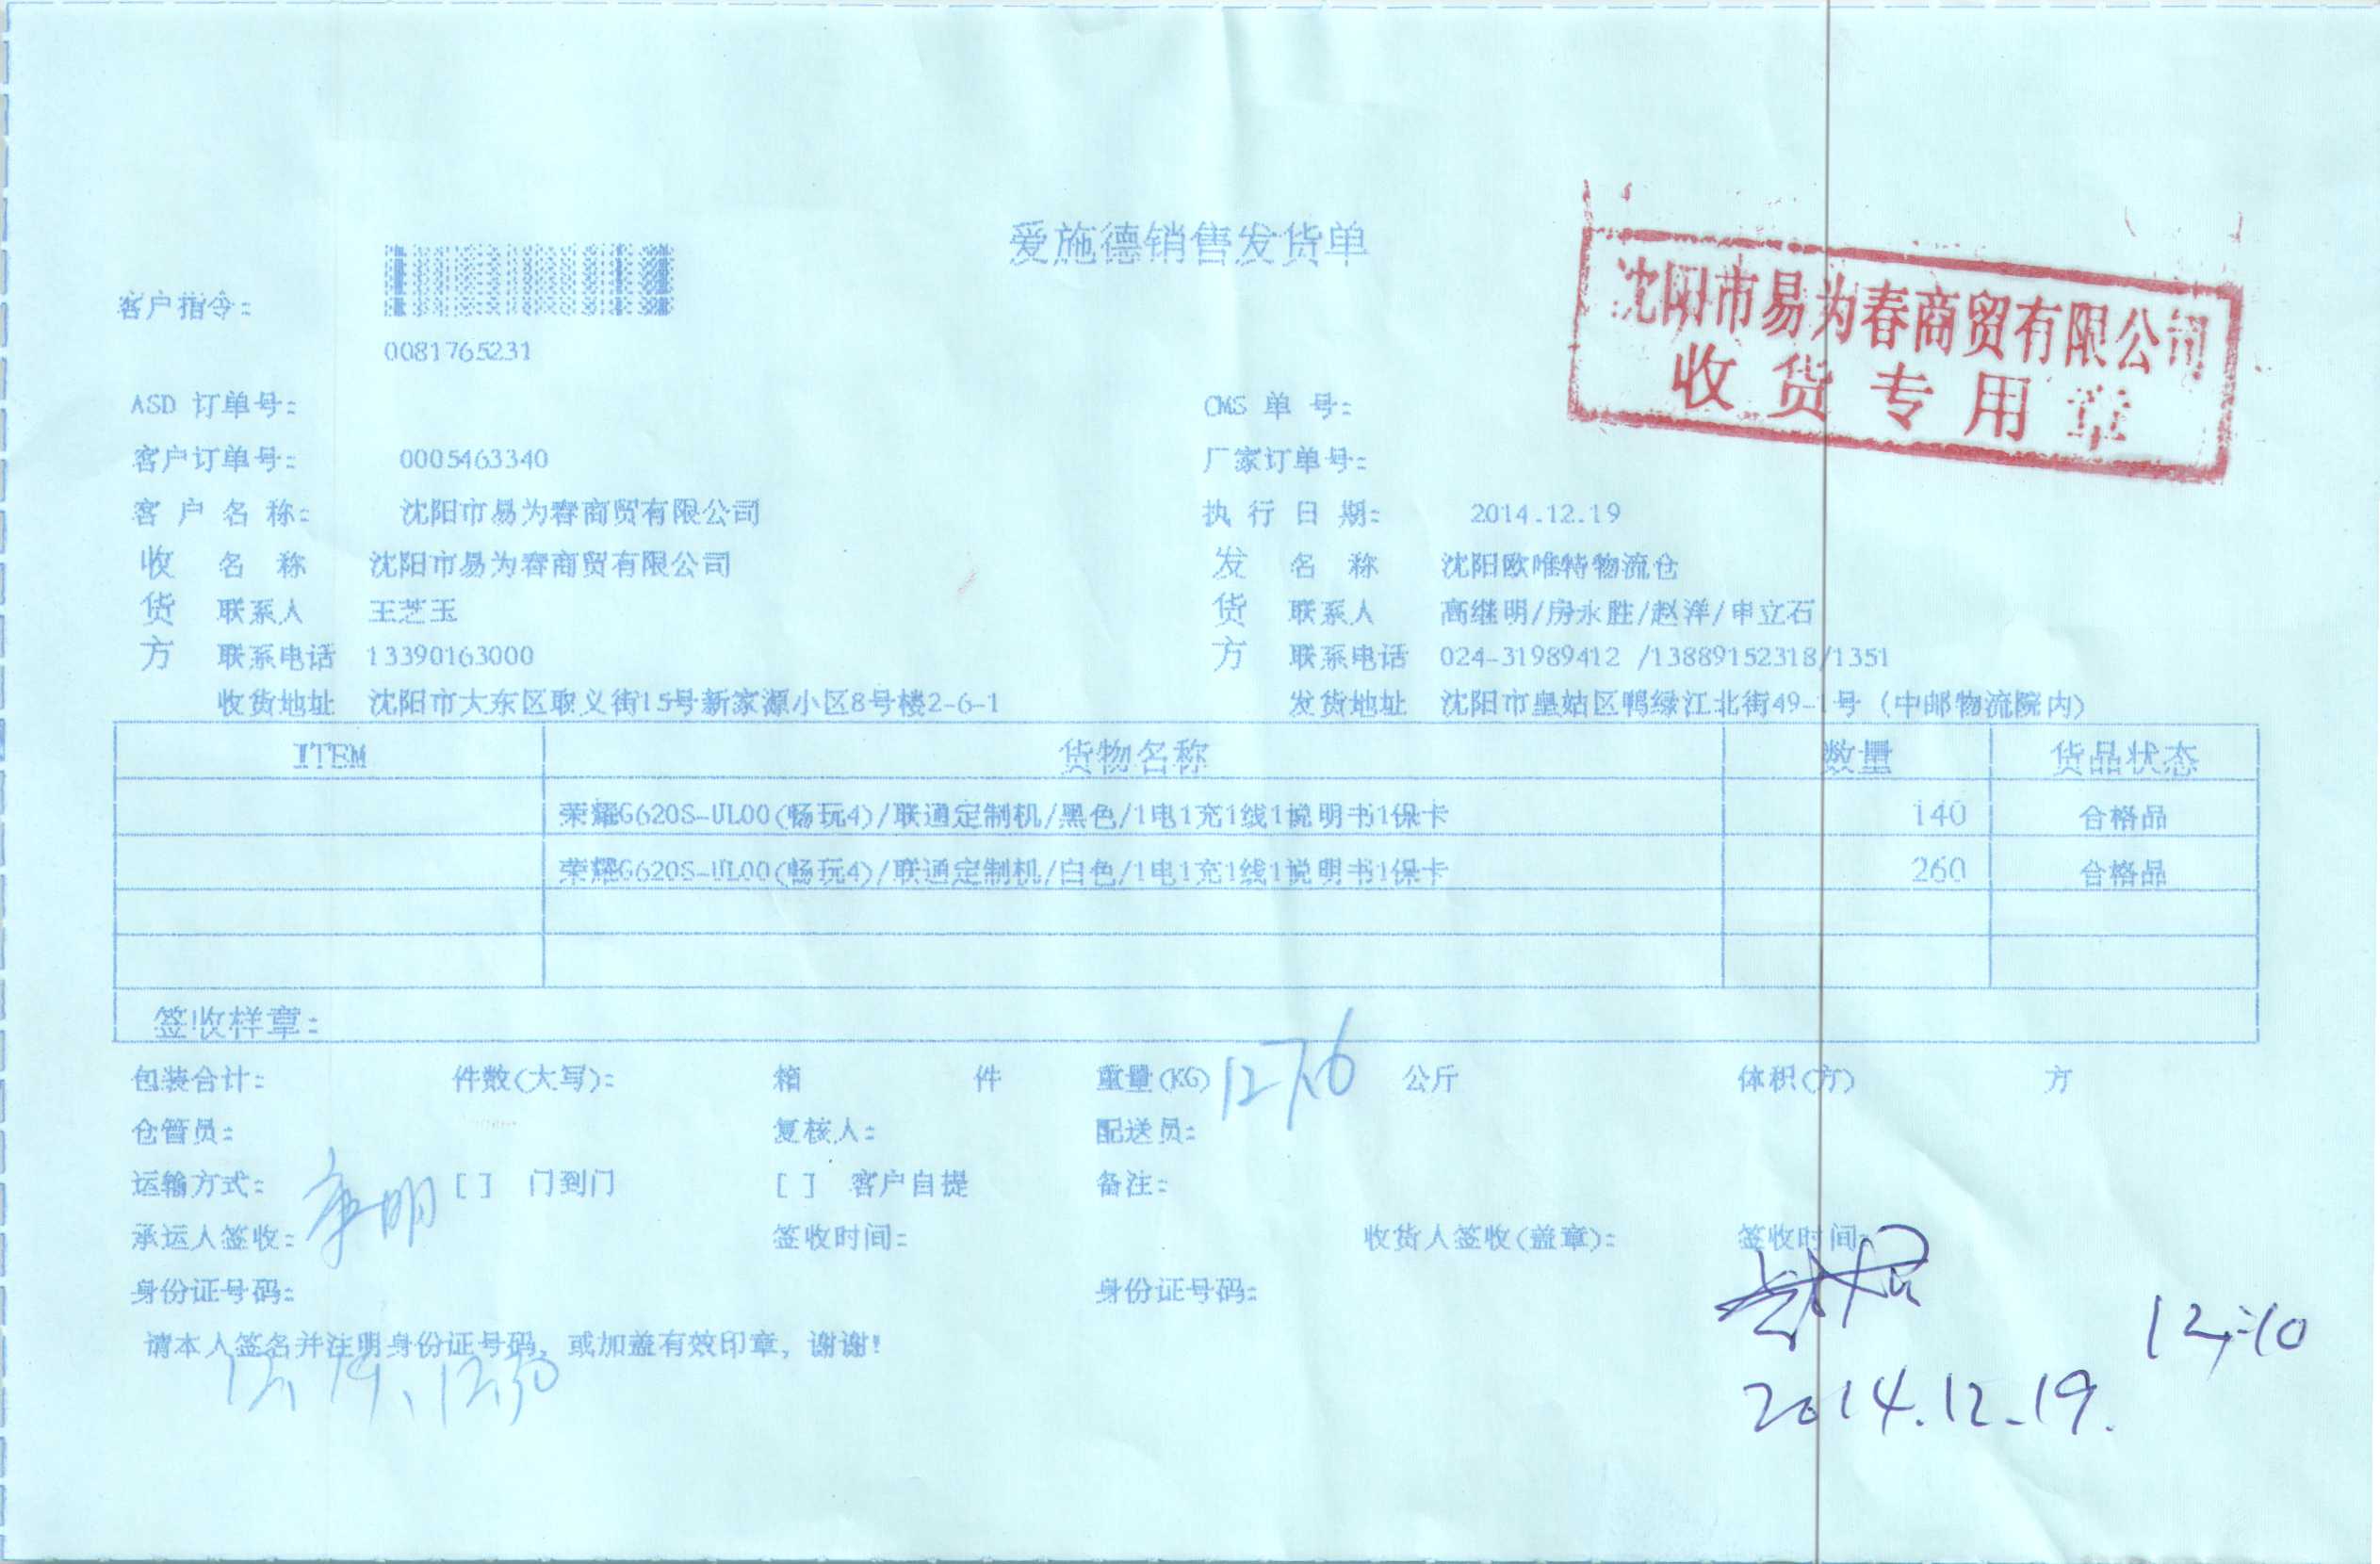 爱施德销售发货单
沈阳市易为春商贸有限公司
收货专用章
客户指令:
0081765231
ASD 订单号: CMS 单 号:
客户订单号: 0005463340 厂家订单号:
客 户 名 称: 沈阳市易为春商贸有限公司 执 行 日 期: 2014.12.19
收 名 称 沈阳市易为春商贸有限公司 发 名 称 沈阳欧唯特物流仓
货 联系人 王芝玉 货 联系人 高继明/房永胜/赵洋/申立石
方 联系电话 13390163000 方 联系电话 024-31989412 /13889152318/1351
收货地址 沈阳市大东区取义街15号新家源小区8号楼2-6-1 发货地址 沈阳市皇姑区鸭绿江北街49-1号 (中邮物流院内)
ITEM 货物名称 数量 货品状态
荣耀G620S-UL00(畅玩4)/联通定制机/黑色/1电1充1线1说明书1保卡 140 合格品
荣耀G620S-UL00(畅玩4)/联通定制机/白色/1电1充1线1说明书1保卡 260 合格品
签收样章:
包装合计: 件数(大写): 箱 件 重量(KG) 127.6 公斤 体积(方) 方
仓管员: 复核人: 配送员:
运输方式: [ ] 门到门 [ ] 客户自提 备注:
承运人签收: 签收时间: 收货人签收(盖章): 签收时间:
身份证号码: 身份证号码:
请本人签名并注明身份证号码, 或加盖有效印章, 谢谢!
12:10
2014.12.19.